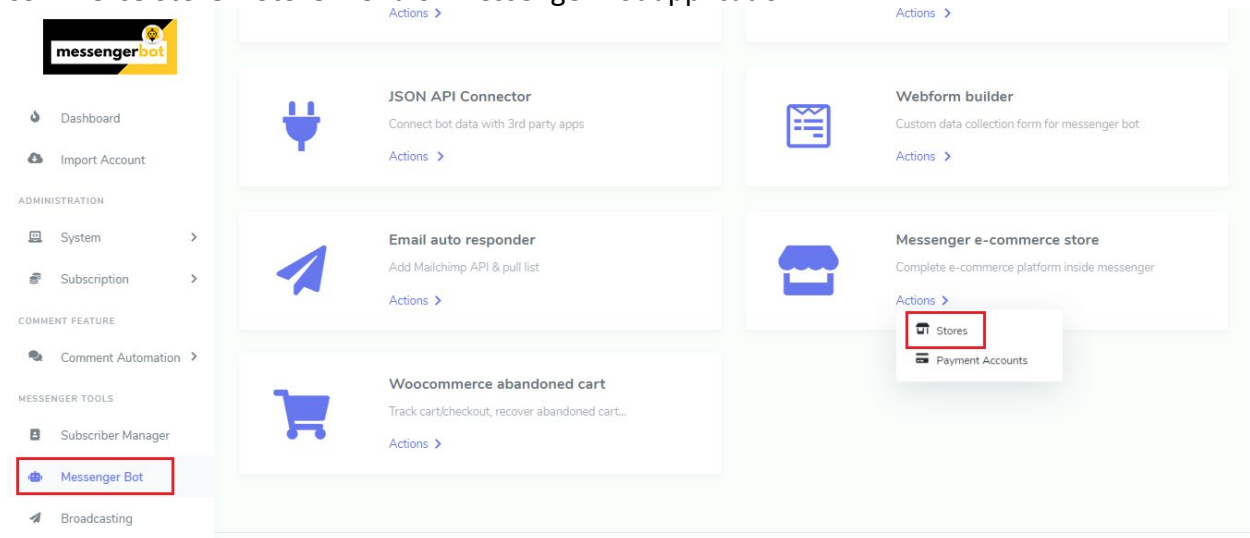 Actions >
Actions >
messengerbot
Dashboard
Import Account
ADMINISTRATION
System >
Subscription >
COMMENT FEATURE
Comment Automation >
MESSENGER TOOLS
Subscriber Manager
Messenger Bot
Broadcasting
JSON API Connector
Connect bot data with 3rd party apps
Actions >
Webform builder
Custom data collection form for messenger bot
Actions >
Email auto responder
Add Mailchimp API & pull list
Actions >
Messenger e-commerce store
Complete e-commerce platform inside messenger
Actions >
Stores
Payment Accounts
Woocommerce abandoned cart
Track cart/checkout, recover abandoned cart...
Actions >